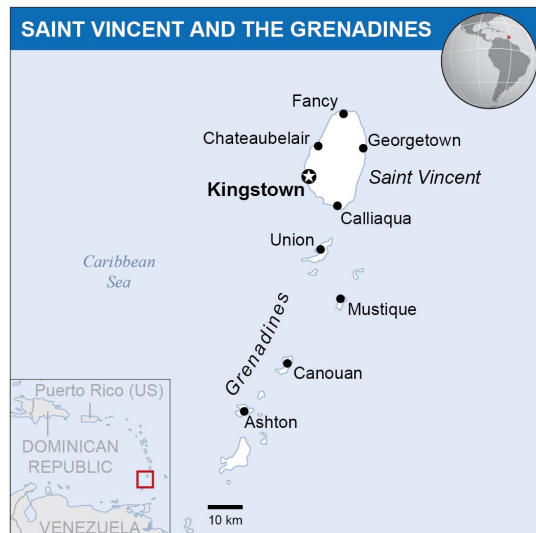 SAINT VINCENT AND THE GRENADINES
Fancy
Chateaubelair
Georgetown
Kingstown
Saint Vincent
Calliaqua
Union
Caribbean
Sea
Mustique
Grenadines
Canouan
Ashton
Puerto Rico (US)
DOMINICAN
REPUBLIC
VENEZUELA
10 km